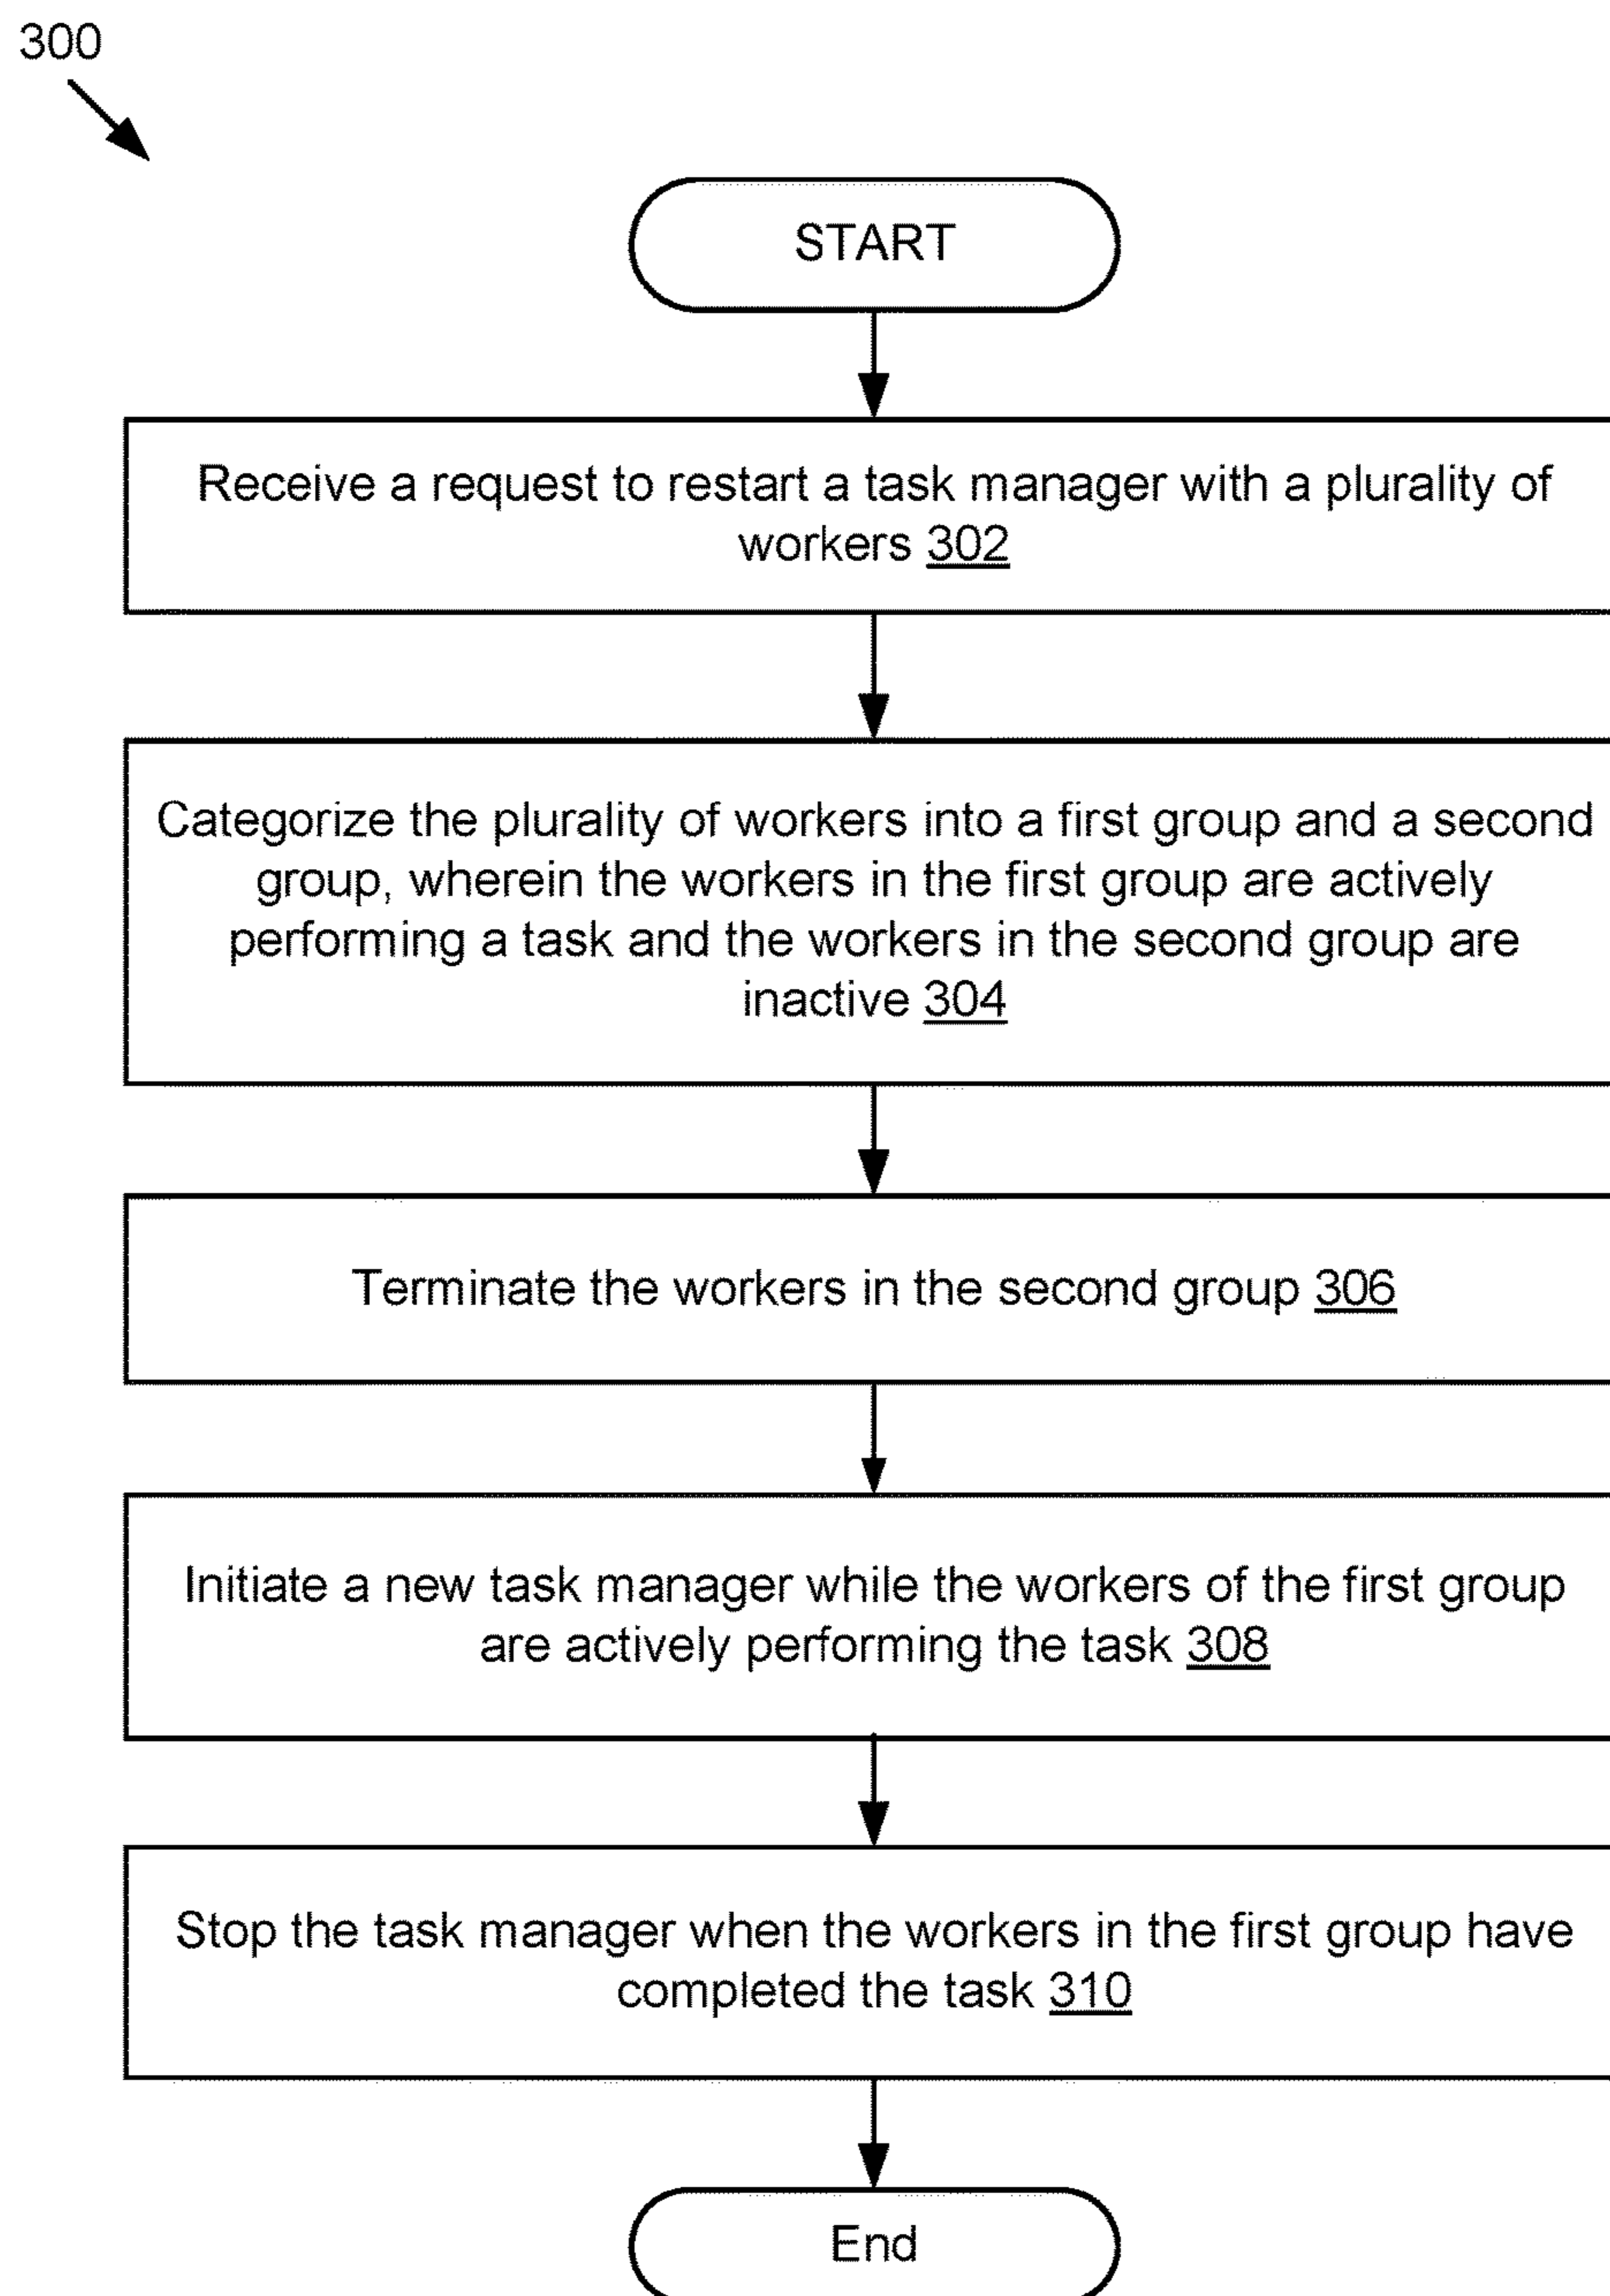 300
START
Receive a request to restart a task manager with a plurality of
workers 302
Categorize the plurality of workers into a first group and a second
group, wherein the workers in the first group are actively
performing a task and the workers in the second group are
inactive 304
Terminate the workers in the second group 306
Initiate a new task manager while the workers of the first group
are actively performing the task 308
Stop the task manager when the workers in the first group have
completed the task 310
End